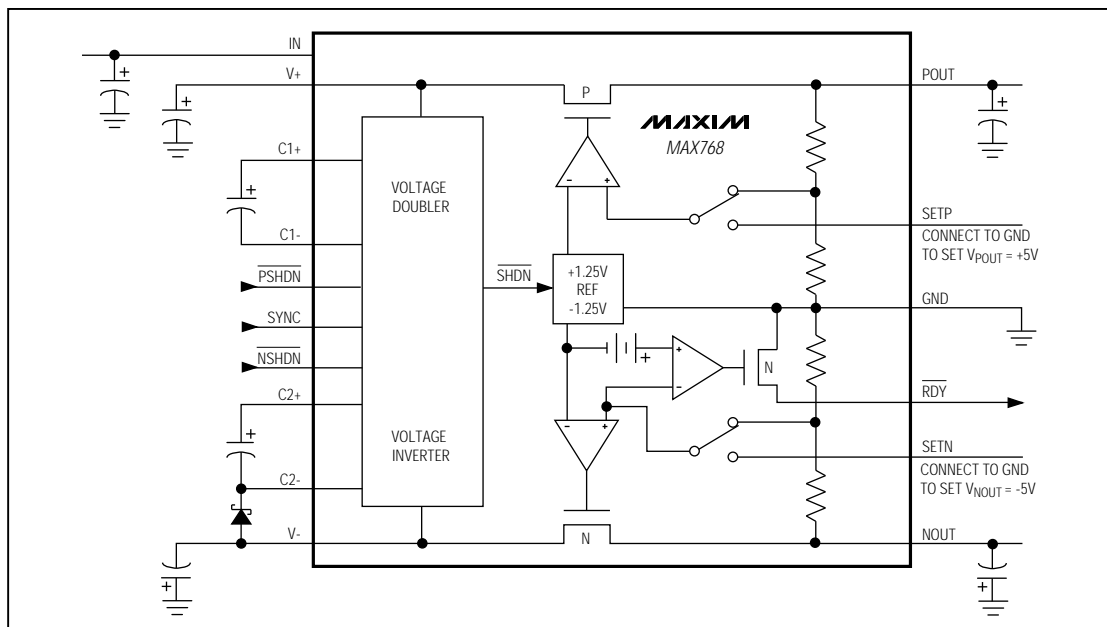 IN
V+
POUT
P
MAXIM
MAX768
C1+
VOLTAGE
DOUBLER
- +
SETP
CONNECT TO GND
TO SET VPOUT = +5V
C1-
PSHDN
SHDN
+1.25V
REF
-1.25V
GND
SYNC
NSHDN
+
+
-
N
RDY
C2+
- +
VOLTAGE
INVERTER
SETN
CONNECT TO GND
TO SET VNOUT = -5V
C2-
V-
N
NOUT
+
+
+
+
+
+
+